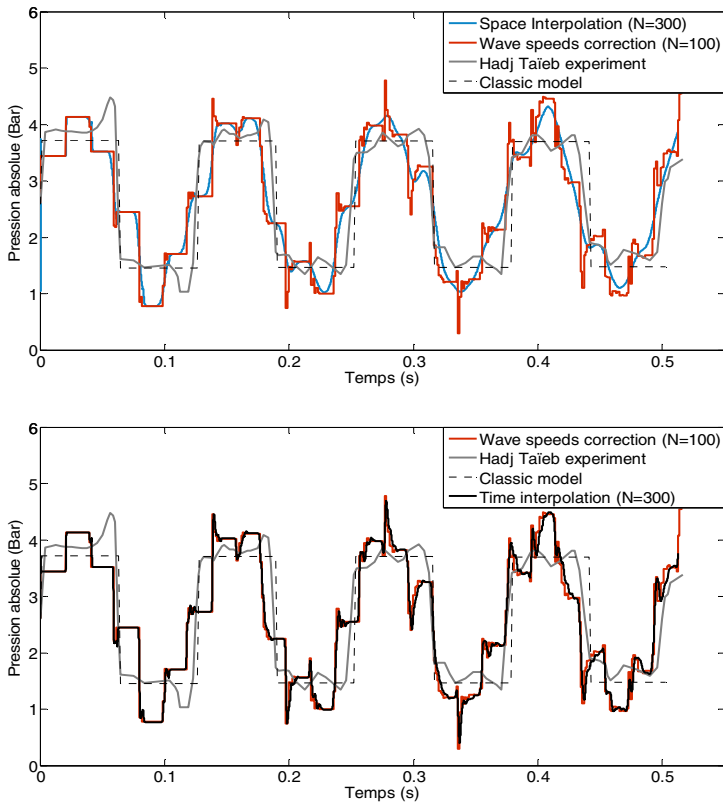 6
5
4
3
2
1
0
Pression absolue (Bar)
Space Interpolation (N=300)
Wave speeds correction (N=100)
Hadj Taïeb experiment
Classic model
0
0.1
0.2
0.3
0.4
0.5
Temps (s)
6
5
4
3
2
1
0
Pression absolue (Bar)
Wave speeds correction (N=100)
Hadj Taïeb experiment
Classic model
Time interpolation (N=300)
0
0.1
0.2
0.3
0.4
0.5
Temps (s)